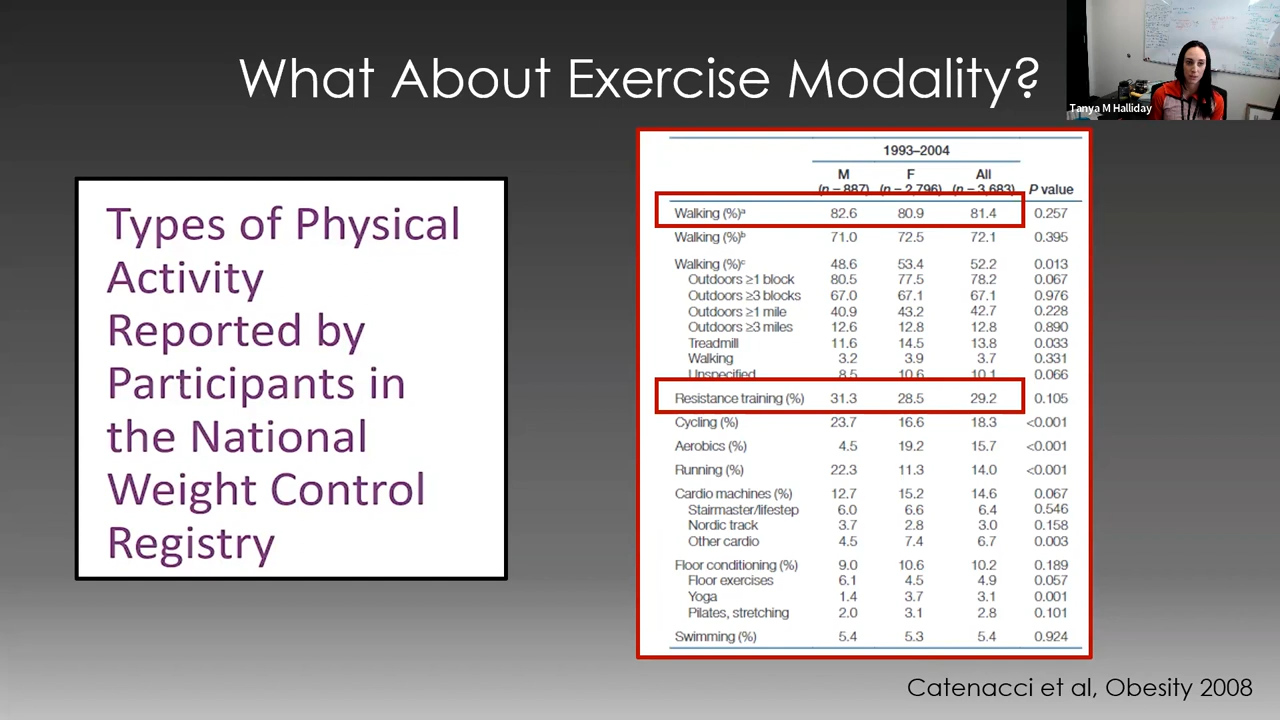 What About Exercise Modality?
Tanya M Halliday
Types of Physical
Activity
Reported by
Participants in
the National
Weight Control
Registry
1993–2004
M F All
(n = 887) (n = 2,796) (n = 3,683) P value
Walking (%)ᵃ 82.6 80.9 81.4 0.257
Walking (%)ᵇ 71.0 72.5 72.1 0.395
Walking (%)ᶜ 48.6 53.4 52.2 0.013
Outdoors ≥1 block 80.5 77.5 78.2 0.067
Outdoors ≥3 blocks 67.0 67.1 67.1 0.976
Outdoors ≥1 mile 40.9 43.2 42.7 0.228
Outdoors ≥3 miles 12.6 12.8 12.8 0.890
Treadmill 11.6 14.5 13.8 0.033
Walking 3.2 3.9 3.7 0.331
Unspecified 8.5 10.6 10.1 0.066
Resistance training (%) 31.3 28.5 29.2 0.105
Cycling (%) 23.7 16.6 18.3 <0.001
Aerobics (%) 4.5 19.2 15.7 <0.001
Running (%) 22.3 11.3 14.0 <0.001
Cardio machines (%) 12.7 15.2 14.6 0.067
Stairmaster/lifestep 6.0 6.6 6.4 0.546
Nordic track 3.7 2.8 3.0 0.158
Other cardio 4.5 7.4 6.7 0.003
Floor conditioning (%) 9.0 10.6 10.2 0.189
Floor exercises 6.1 4.5 4.9 0.057
Yoga 1.4 3.7 3.1 0.001
Pilates, stretching 2.0 3.1 2.8 0.101
Swimming (%) 5.4 5.3 5.4 0.924
Catenacci et al, Obesity 2008